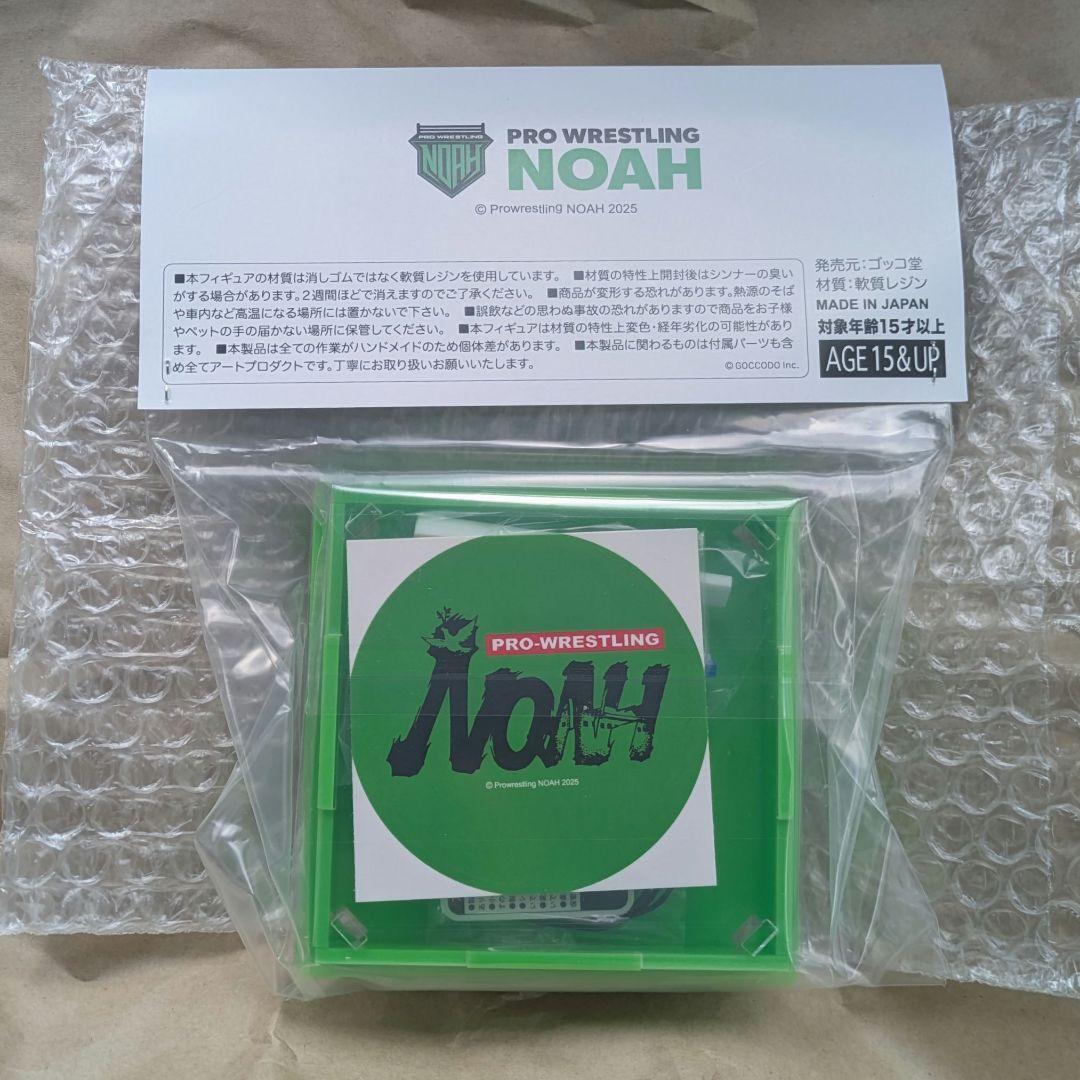 PRO WRESTLING
NOAH
PRO WRESTLING
NOAH
© Prowrestling NOAH 2025
■本フィギュアの材質は消しゴムではなく軟質レジンを使用しています。 ■材質の特性上開封後はシンナーの臭い
がする場合があります。2週間ほどで消えますのでご了承ください。 ■商品が変形する恐れがあります。熱源のそば
や車内など高温になる場所には置かないで下さい。 ■誤飲などの思わぬ事故の恐れがありますので商品をお子様
やペットの手の届かない場所に保管してください。 ■本フィギュアは材質の特性上変色・経年劣化の可能性があり
ます。 ■本製品は全ての作業がハンドメイドのため個体差があります。 ■本製品に関わるものは付属パーツも含
め全てアートプロダクトです。丁寧にお取り扱いお願いいたします。
© GOCCODO Inc.
発売元:ゴッコ堂
材質:軟質レジン
MADE IN JAPAN
対象年齢15才以上
AGE 15 & UP
PRO-WRESTLING
NOAH
© Prowrestling NOAH 2025